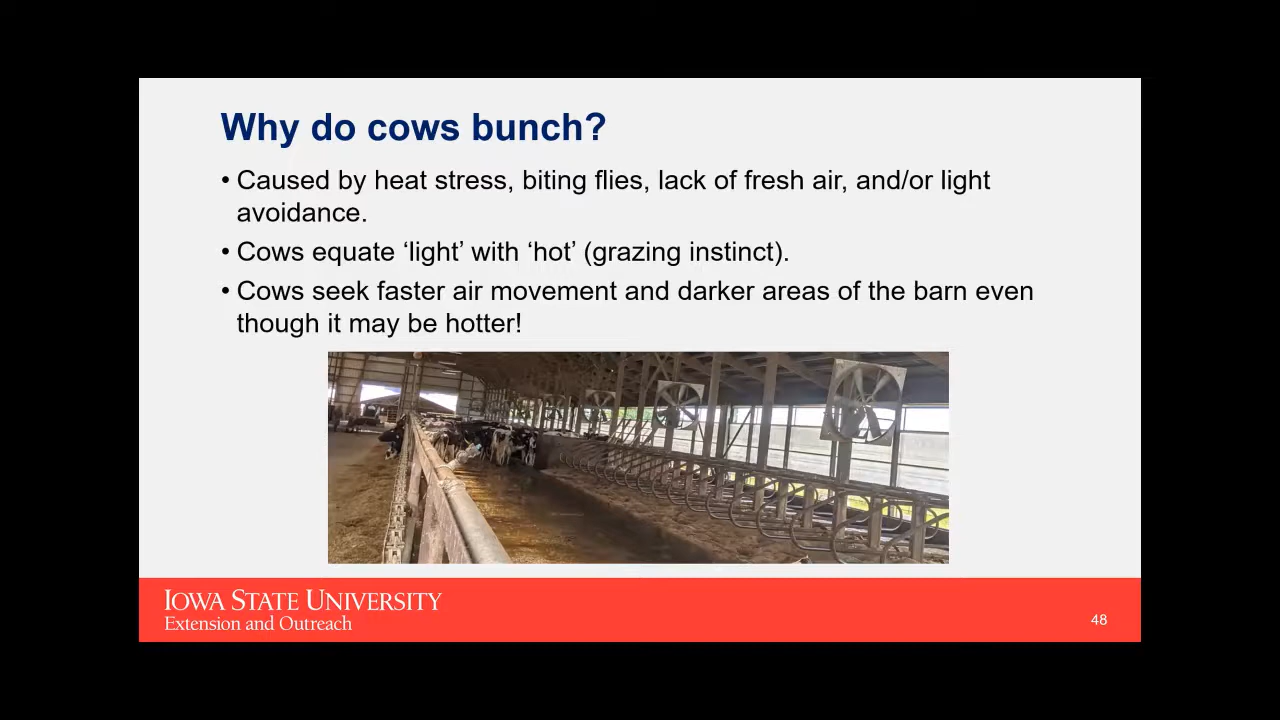 Why do cows bunch?
• Caused by heat stress, biting flies, lack of fresh air, and/or light
avoidance.
• Cows equate ‘light’ with ‘hot’ (grazing instinct).
• Cows seek faster air movement and darker areas of the barn even
though it may be hotter!
IOWA STATE UNIVERSITY
Extension and Outreach
48